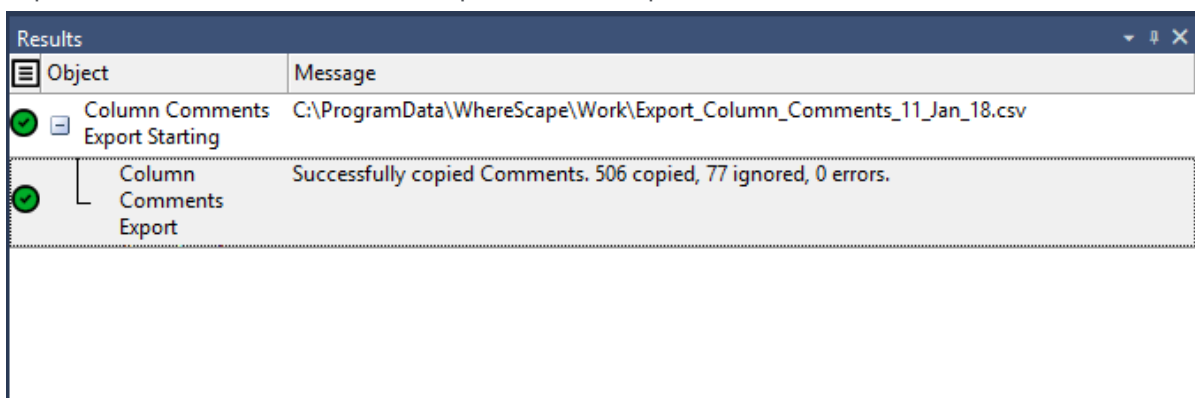 Results
Object Message
Column Comments Export Starting C:\ProgramData\WhereScape\Work\Export_Column_Comments_11_Jan_18.csv
Column Comments Export Successfully copied Comments. 506 copied, 77 ignored, 0 errors.